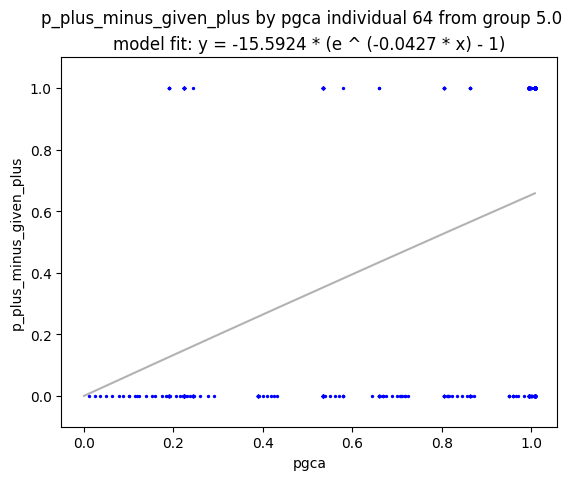 p_plus_minus_given_plus by pgca individual 64 from group 5.0
model fit: y = -15.5924 * (e ^ (-0.0427 * x) - 1)
1.0
0.8
0.6
0.4
0.2
0.0
p_plus_minus_given_plus
0.0 0.2 0.4 0.6 0.8 1.0
pgca